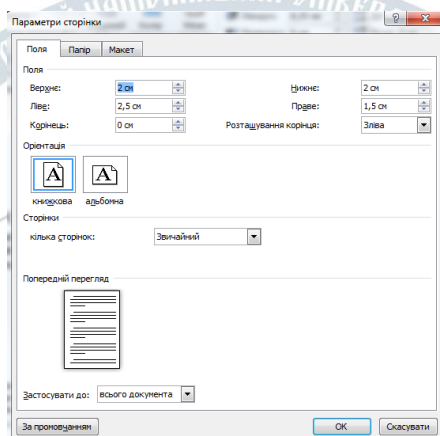 Параметри сторінки
Поля Папір Макет
Поля
Верхнє: 2 см Нижнє: 2 см
Ліве: 2,5 см Праве: 1,5 см
Корінець: 0 см Розташування корінця: Зліва
Орієнтація
A A
книжкова альбомна
Сторінки
кілька сторінок: Звичайний
Попередній перегляд
Застосувати до: всього документа
За промовчанням OK Скасувати